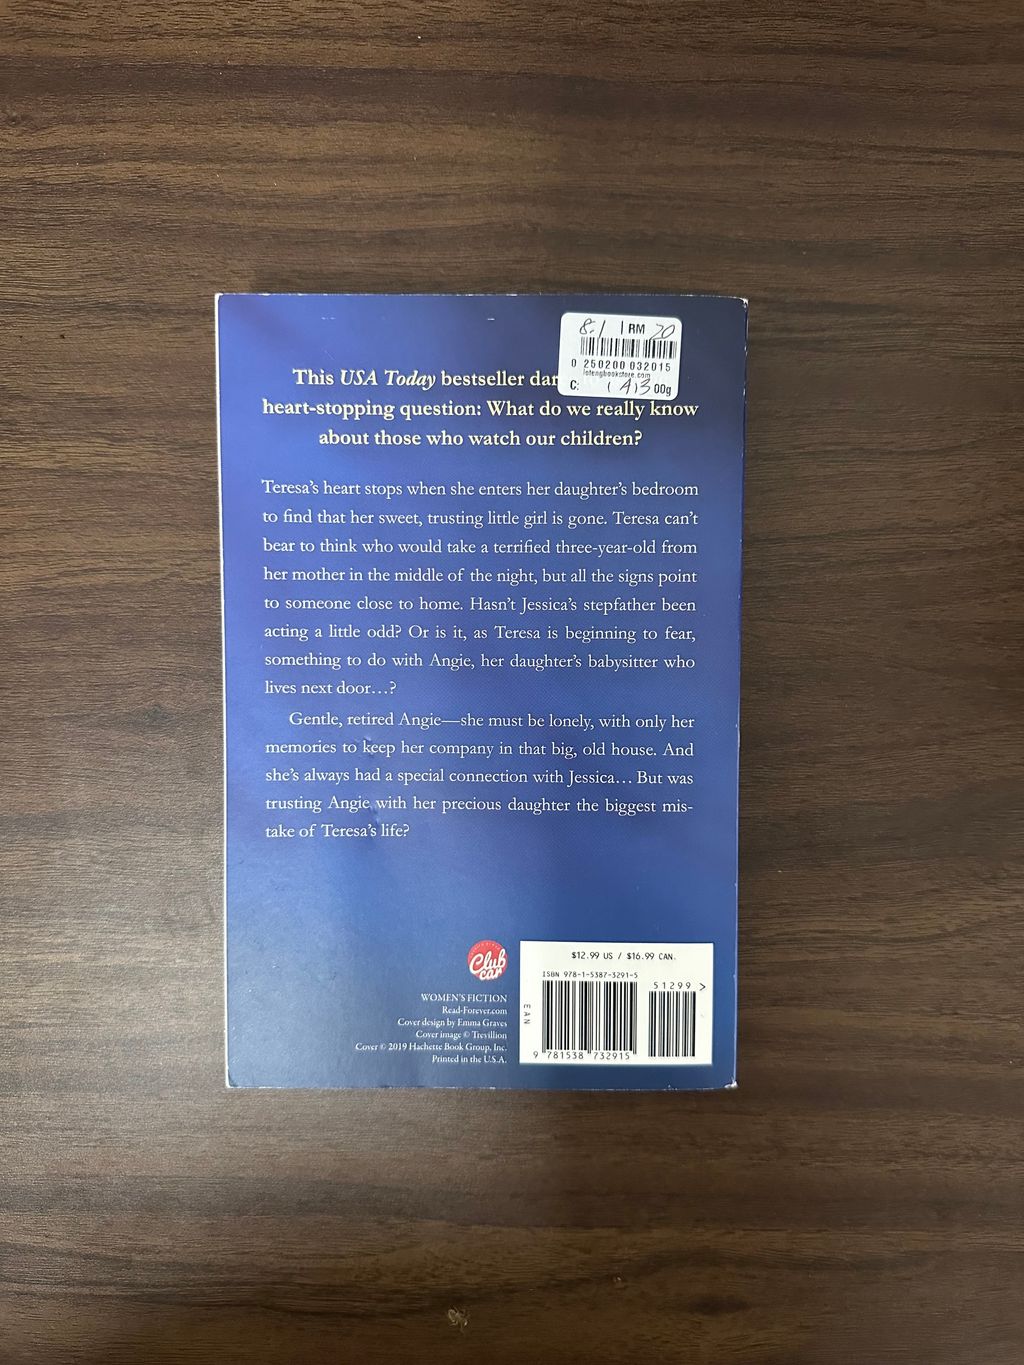 8.1 | RM 20
0 250200 032015
lotengbookstore.com
C: (A)3 00g
This USA Today bestseller dar
heart-stopping question: What do we really know
about those who watch our children?
Teresa’s heart stops when she enters her daughter’s bedroom
to find that her sweet, trusting little girl is gone. Teresa can’t
bear to think who would take a terrified three-year-old from
her mother in the middle of the night, but all the signs point
to someone close to home. Hasn’t Jessica’s stepfather been
acting a little odd? Or is it, as Teresa is beginning to fear,
something to do with Angie, her daughter’s babysitter who
lives next door…?
Gentle, retired Angie—she must be lonely, with only her
memories to keep her company in that big, old house. And
she’s always had a special connection with Jessica… But was
trusting Angie with her precious daughter the biggest mis-
take of Teresa’s life?
Club
car
WOMEN’S FICTION
Read-Forever.com
Cover design by Emma Graves
Cover image © Trevillion
Cover © 2019 Hachette Book Group, Inc.
Printed in the U.S.A.
$12.99 US / $16.99 CAN.
ISBN 978-1-5387-3291-5
51299 >
EAN
9 781538 732915